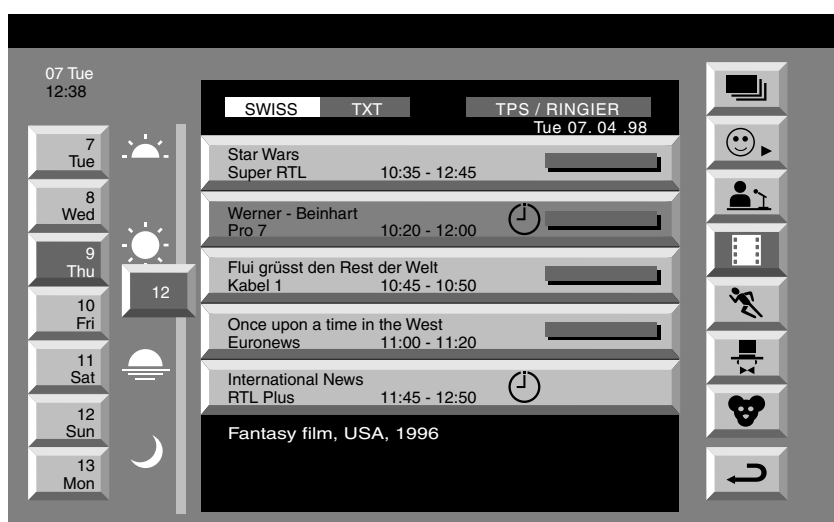 07 Tue
12:38
SWISS TXT TPS / RINGIER
Tue 07. 04 .98
7
Tue
8
Wed
9
Thu
10
Fri
11
Sat
12
Sun
13
Mon
12
Star Wars
Super RTL 10:35 - 12:45
Werner - Beinhart
Pro 7 10:20 - 12:00
Flui grüsst den Rest der Welt
Kabel 1 10:45 - 10:50
Once upon a time in the West
Euronews 11:00 - 11:20
International News
RTL Plus 11:45 - 12:50
Fantasy film, USA, 1996